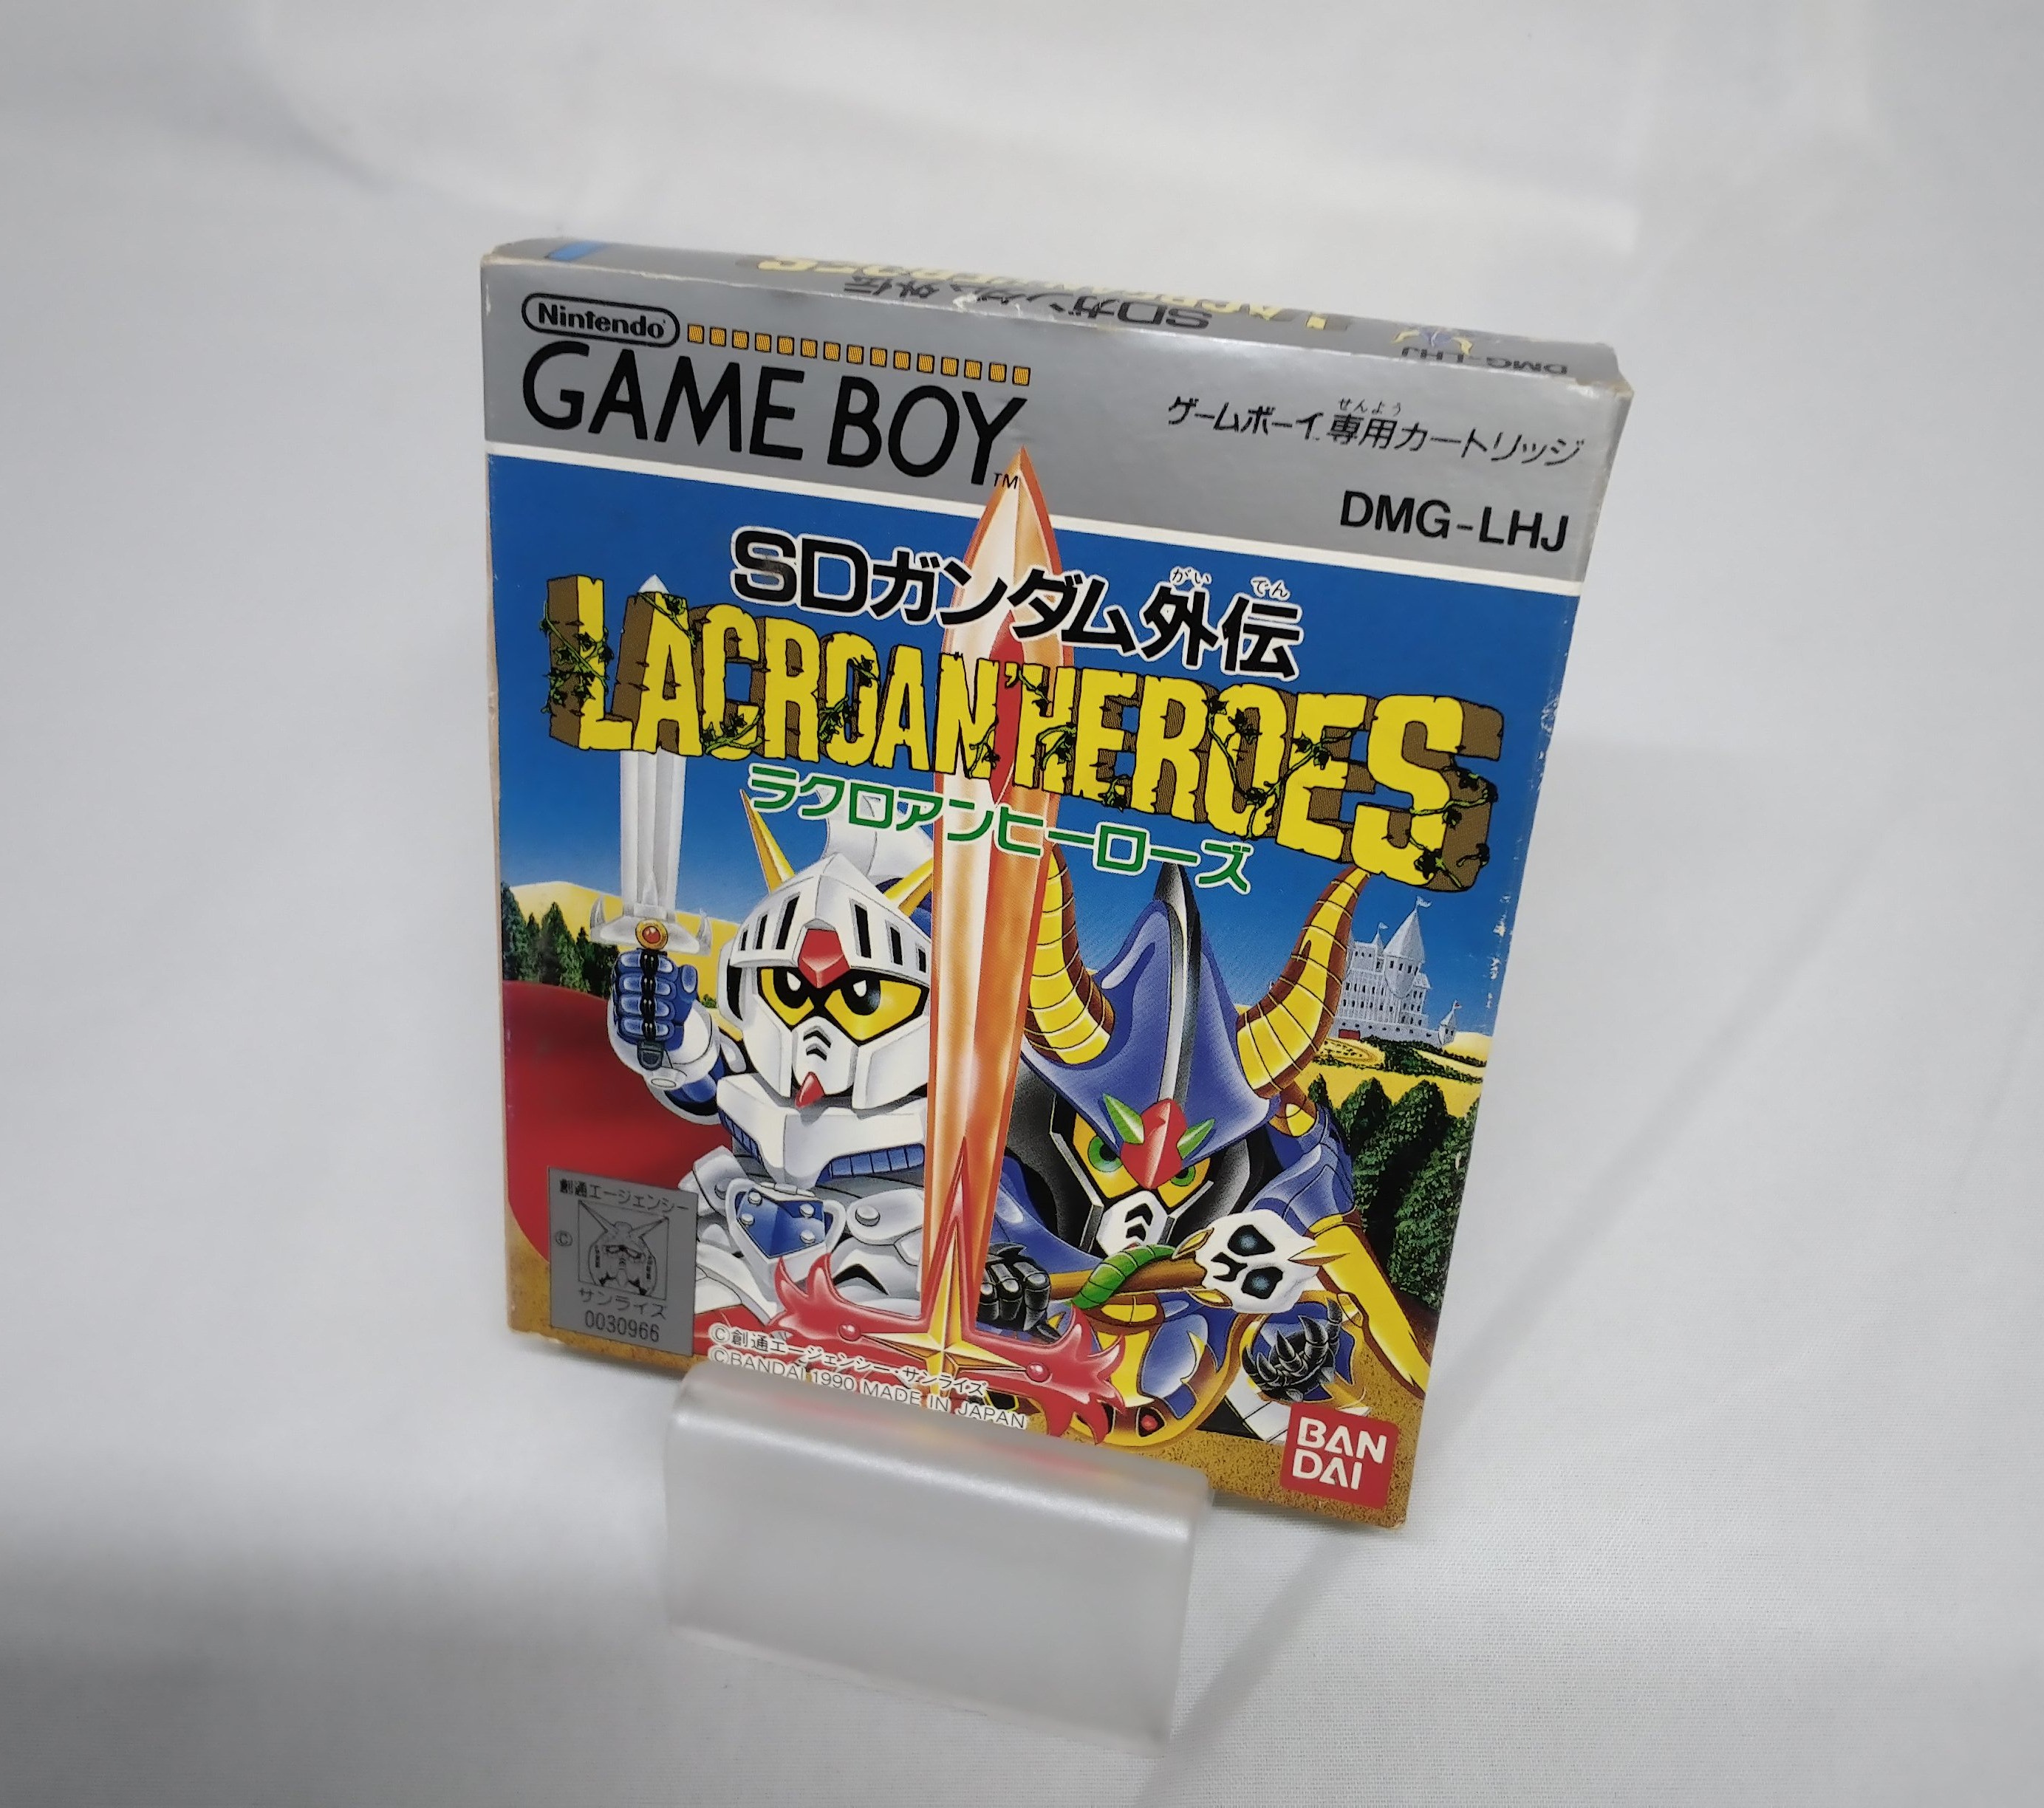 SDガンダム外伝
LACROAN'HEROES
DMG-LHJ
Nintendo
GAME BOY
TM
ゲームボーイ専用カートリッジ
せんよう
DMG-LHJ
SDガンダム外伝
がいでん
LACROAN'HEROES
ラクロアンヒーローズ
創通エージェンシー
©
サンライズ
0030966
©創通エージェンシー・サンライズ
©BANDAI 1990 MADE IN JAPAN
BAN
DAI